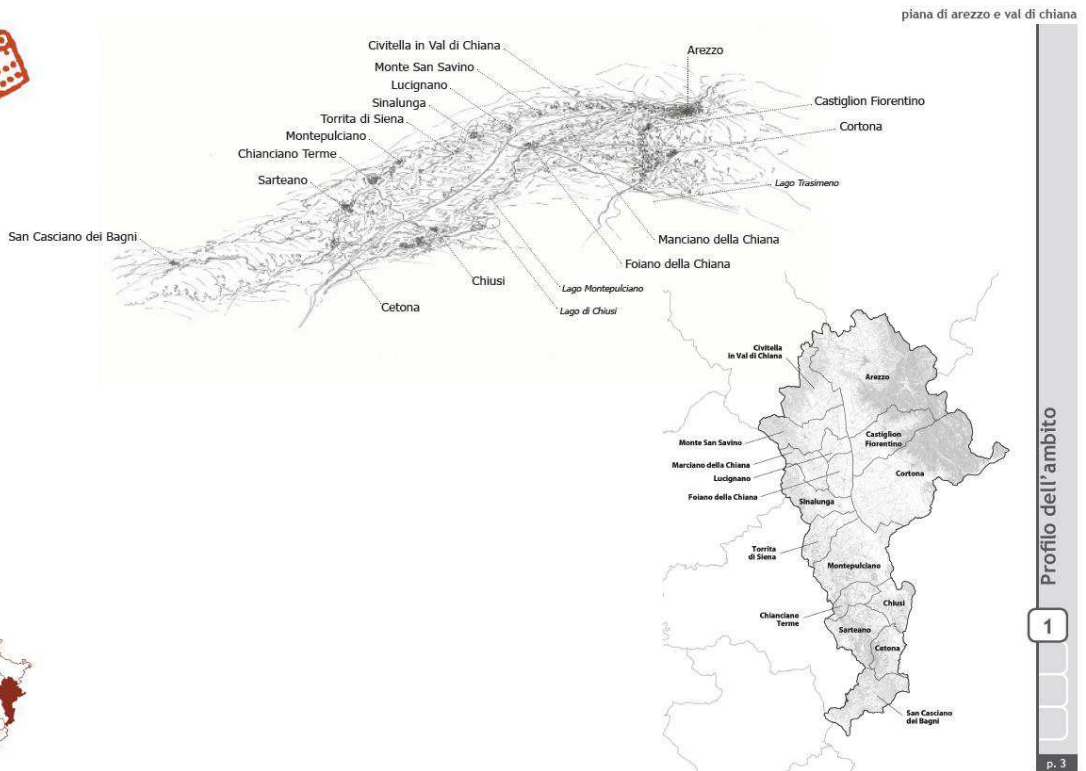 piana di arezzo e val di chiana
Civitella in Val di Chiana
Monte San Savino
Lucignano
Sinalunga
Torrita di Siena
Montepulciano
Chianciano Terme
Sarteano
San Casciano dei Bagni
Arezzo
Castiglion Fiorentino
Cortona
Lago Trasimeno
Manciano della Chiana
Foiano della Chiana
Lago Montepulciano
Lago di Chiusi
Chiusi
Cetona
Civitella
in Val di Chiana
Arezzo
Monte San Savino
Castiglion
Fiorentino
Marciano della Chiana
Lucignano
Cortona
Foiano della Chiana
Sinalunga
Torrita
di Siena
Montepulciano
Chianciano
Terme
Chiusi
Sarteano
Cetona
San Casciano
dei Bagni
Profilo dell'ambito
1
p. 3